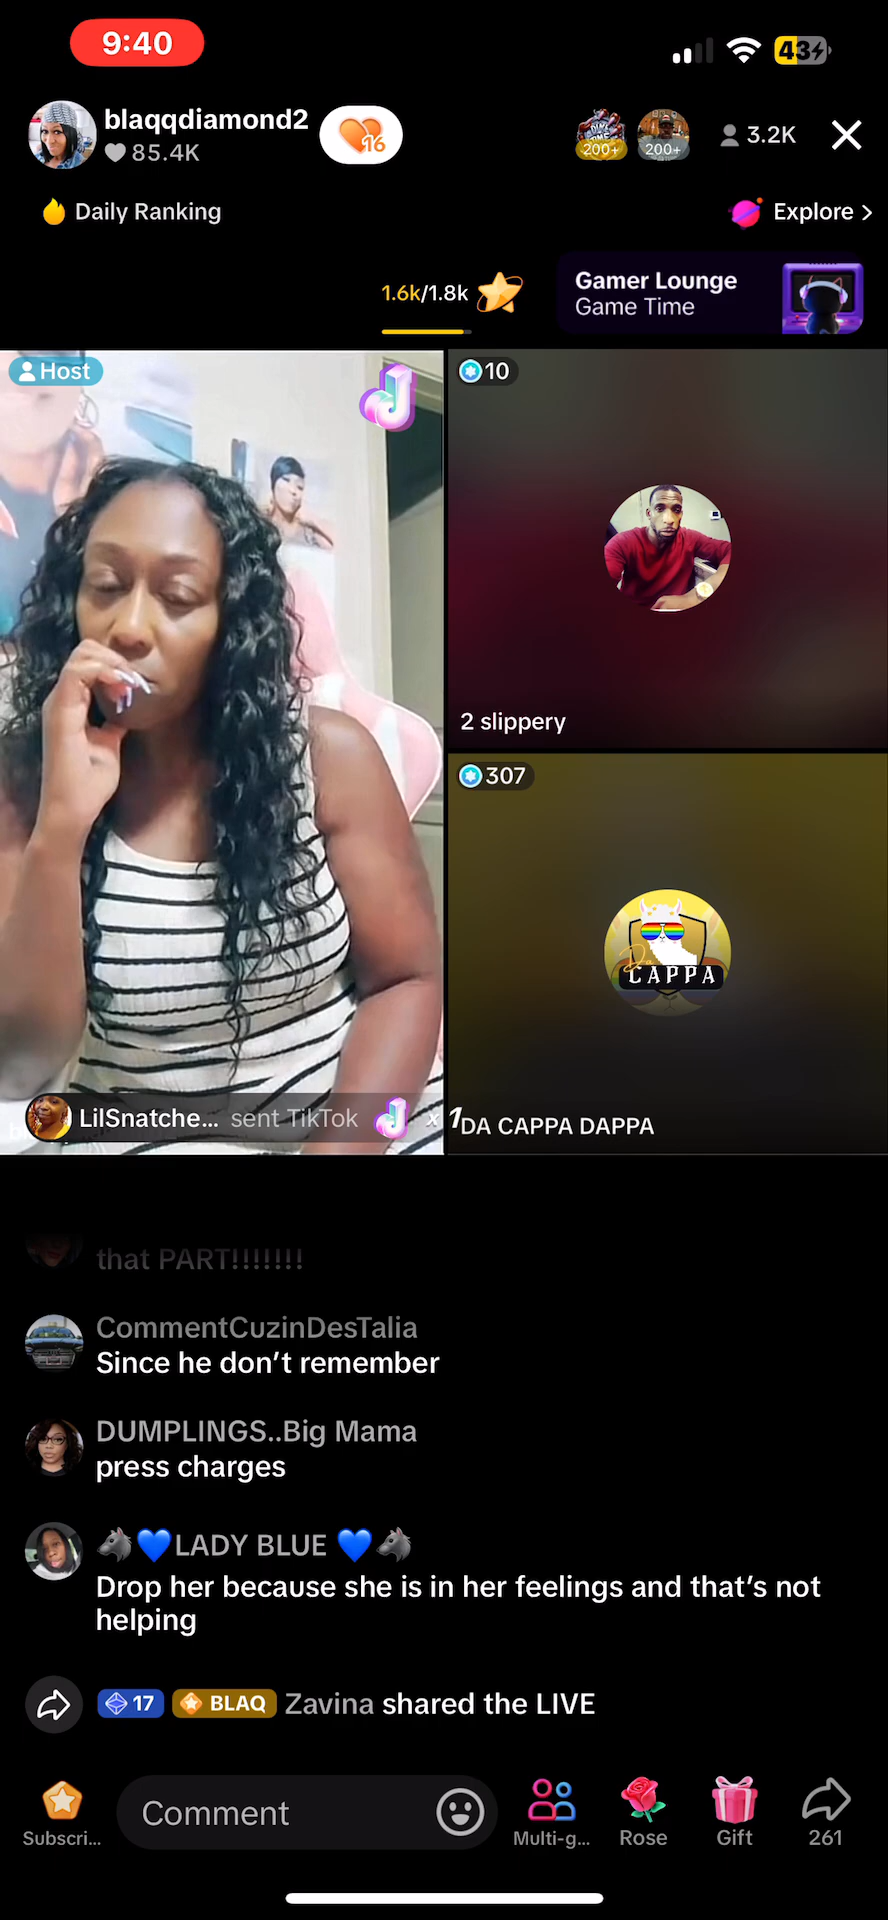 9:40
43
blaqqdiamond2
16
85.4K
200+
200+
3.2K
Daily Ranking
Explore
1.6k/1.8k
Gamer Lounge
Game Time
Host
10
2 slippery
307
Da
CAPPA
LilSnatche... sent TikTok x 1
DA CAPPA DAPPA
that PART!!!!!!!
CommentCuzinDesTalia
Since he don’t remember
DUMPLINGS..Big Mama
press charges
🐺💙LADY BLUE 💙🐺
Drop her because she is in her feelings and that’s not
helping
17 BLAQ Zavina shared the LIVE
Comment
Subscri...
Multi-g...
Rose
Gift
261